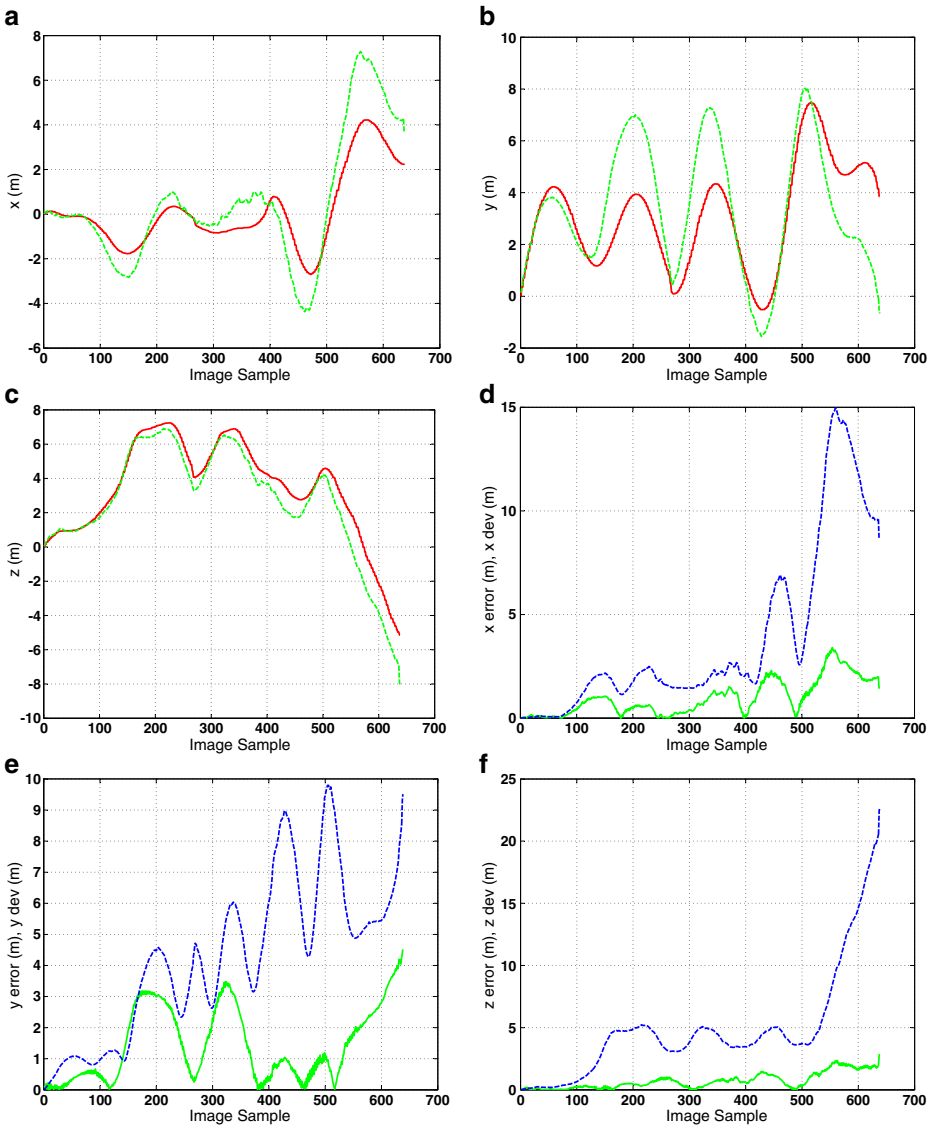 a
8
6
4
2
0
-2
-4
-6
x (m)
0 100 200 300 400 500 600 700
Image Sample
b
10
8
6
4
2
0
-2
y (m)
0 100 200 300 400 500 600 700
Image Sample
c
8
6
4
2
0
-2
-4
-6
-8
-10
z (m)
0 100 200 300 400 500 600 700
Image Sample
d
15
10
5
0
x error (m), x dev (m)
0 100 200 300 400 500 600 700
Image Sample
e
10
9
8
7
6
5
4
3
2
1
0
y error (m), y dev (m)
0 100 200 300 400 500 600 700
Image Sample
f
25
20
15
10
5
0
z error (m), z dev (m)
0 100 200 300 400 500 600 700
Image Sample